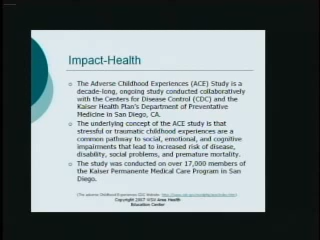 Impact-Health
The Adverse Childhood Experiences (ACE) Study is a
decade-long, ongoing study conducted collaboratively
with the Centers for Disease Control (CDC) and the
Kaiser Health Plan's Department of Preventative
Medicine in San Diego, CA.
The underlying concept of the ACE study is that
stressful or traumatic childhood experiences are a
common pathway to social, emotional, and cognitive
impairments that lead to increased risk of disease,
disability, social problems, and premature mortality.
The study was conducted on over 17,000 members of
the Kaiser Permanente Medical Care Program in San
Diego.
Copyright 2007 Area Health
Education Center